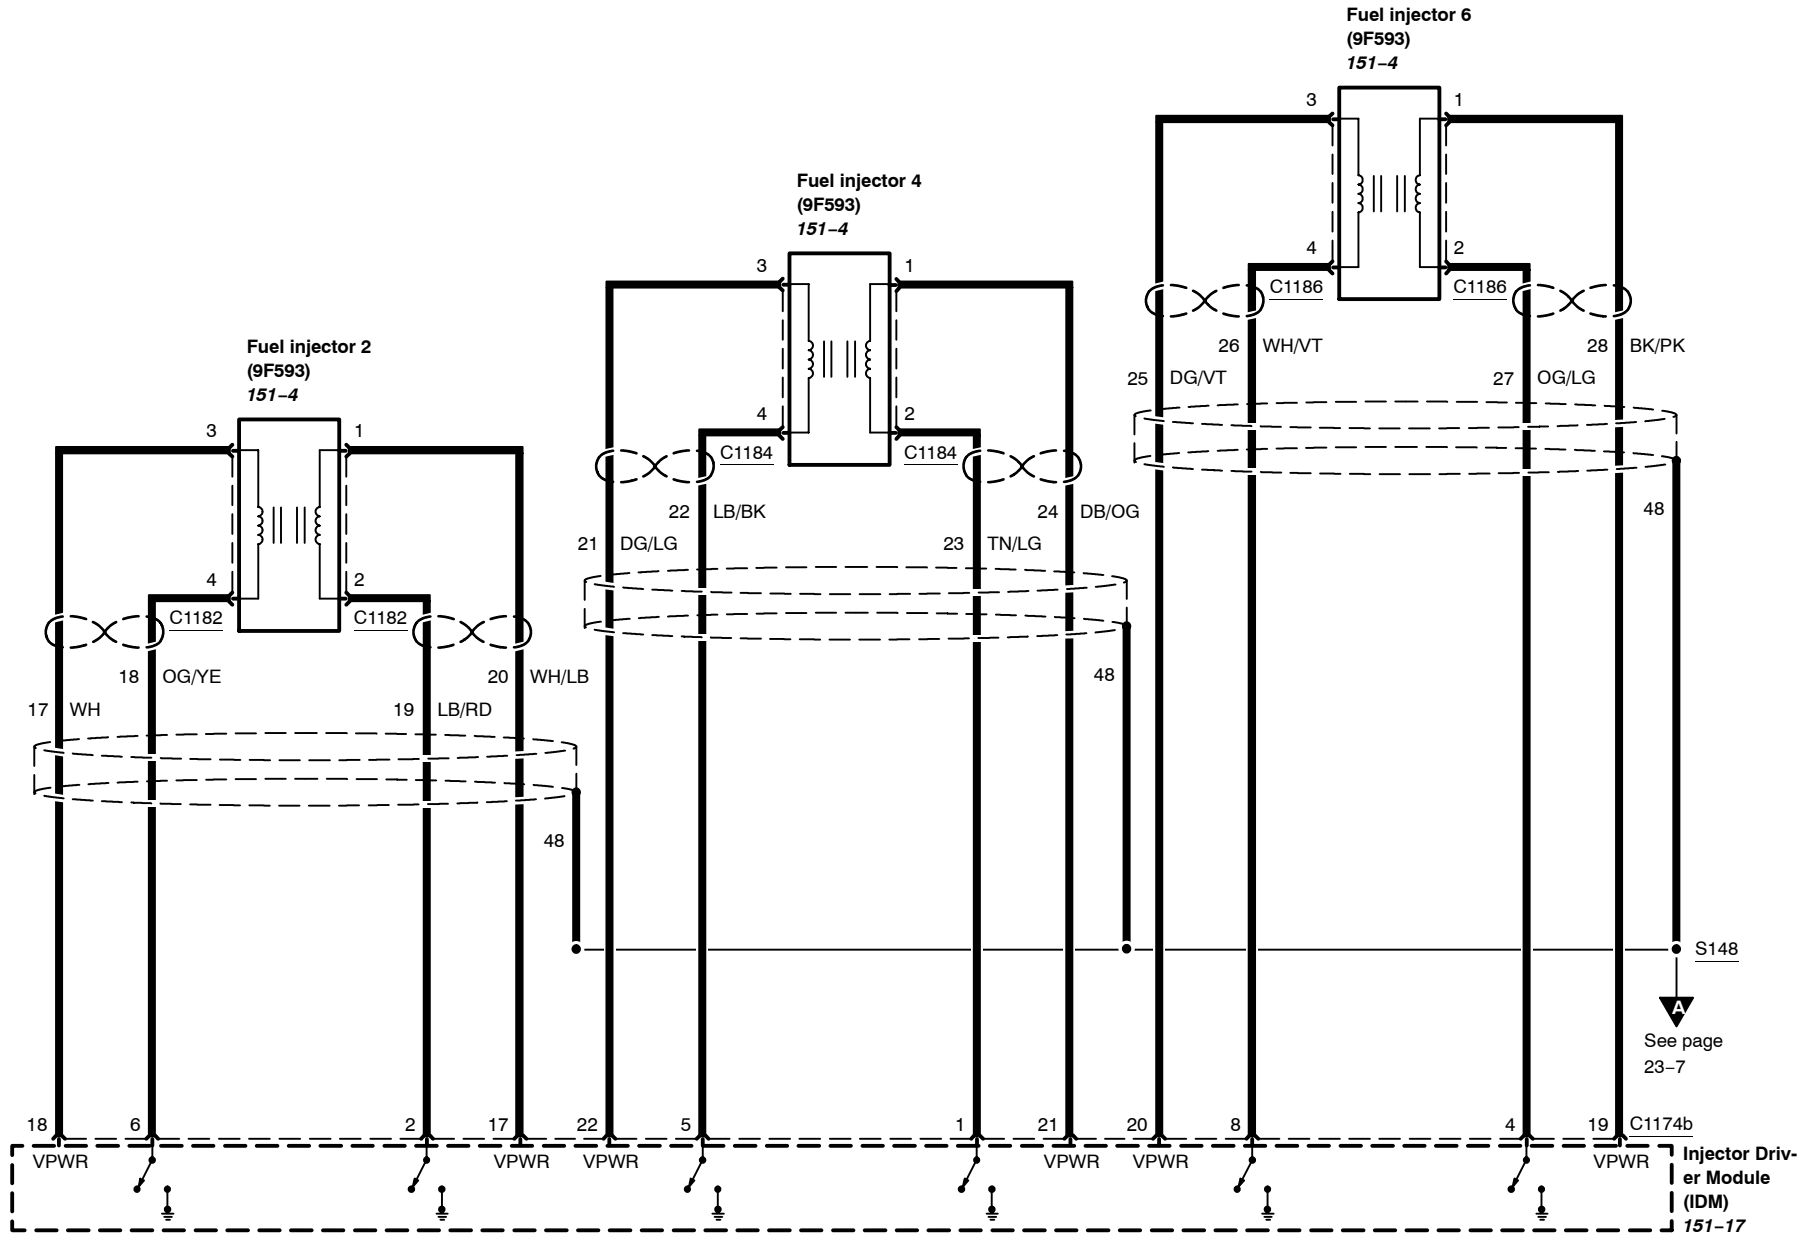 Fuel injector 6
(9F593)
151−4
3
1
4
2
C1186
C1186
26
WH/VT
28
BK/PK
25
DG/VT
27
OG/LG
48
Fuel injector 4
(9F593)
151−4
3
1
4
2
C1184
C1184
22
LB/BK
24
DB/OG
21
DG/LG
23
TN/LG
48
Fuel injector 2
(9F593)
151−4
3
1
4
2
C1182
C1182
18
OG/YE
20
WH/LB
17
WH
19
LB/RD
48
S148
A
See page
23−7
18
6
2
17
22
5
1
21
20
8
4
19
C1174b
VPWR
VPWR
VPWR
VPWR
VPWR
VPWR
Injector Driv-
er Module
(IDM)
151−17